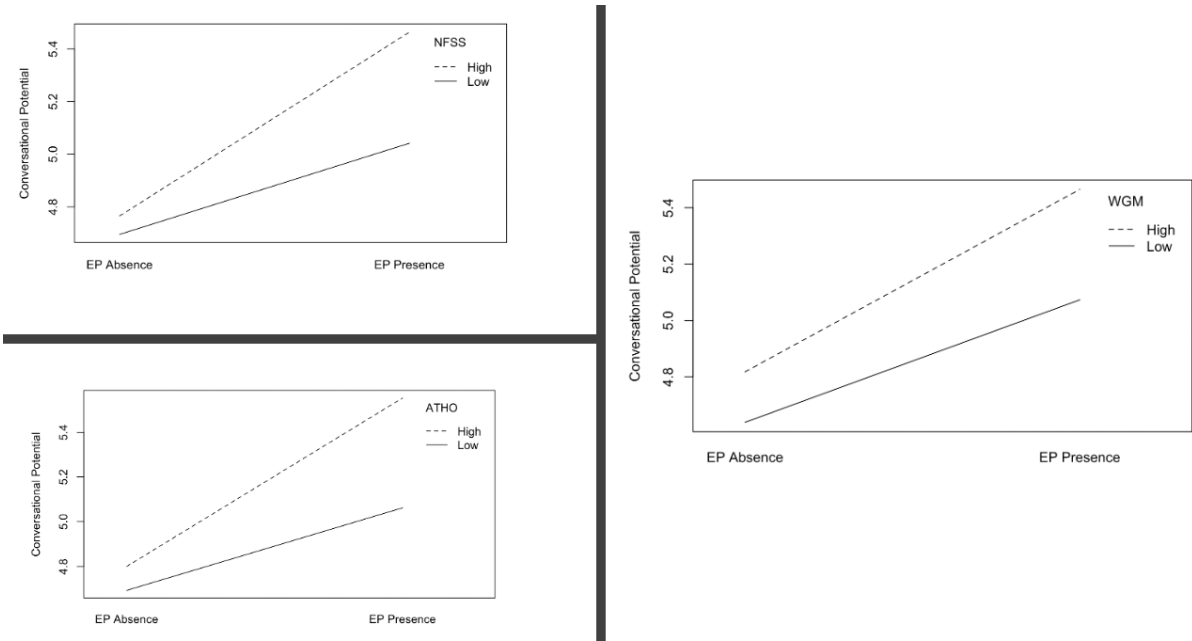 Conversational Potential
5.4
5.2
5.0
4.8
NFSS
High
Low
EP Absence EP Presence
Conversational Potential
5.4
5.2
5.0
4.8
ATHO
High
Low
EP Absence EP Presence
Conversational Potential
5.4
5.2
5.0
4.8
WGM
High
Low
EP Absence EP Presence